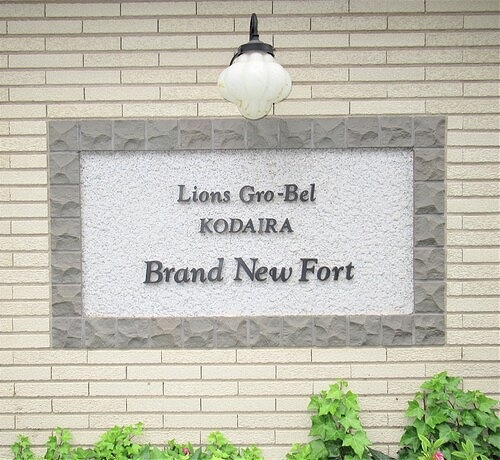 Lions Gro-Bel
KODAIRA
Brand New Fort